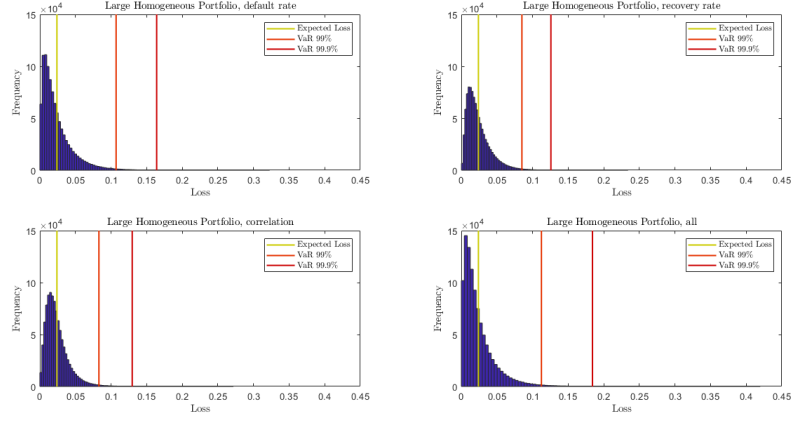 Large Homogeneous Portfolio, default rate
×10^4
15
10
5
0
Frequency
0 0.05 0.1 0.15 0.2 0.25 0.3 0.35 0.4 0.45
Loss
Expected Loss
VaR 99%
VaR 99.9%
Large Homogeneous Portfolio, recovery rate
×10^4
15
10
5
0
Frequency
0 0.05 0.1 0.15 0.2 0.25 0.3 0.35 0.4 0.45
Loss
Expected Loss
VaR 99%
VaR 99.9%
Large Homogeneous Portfolio, correlation
×10^4
15
10
5
0
Frequency
0 0.05 0.1 0.15 0.2 0.25 0.3 0.35 0.4 0.45
Loss
Expected Loss
VaR 99%
VaR 99.9%
Large Homogeneous Portfolio, all
×10^4
15
10
5
0
Frequency
0 0.05 0.1 0.15 0.2 0.25 0.3 0.35 0.4 0.45
Loss
Expected Loss
VaR 99%
VaR 99.9%